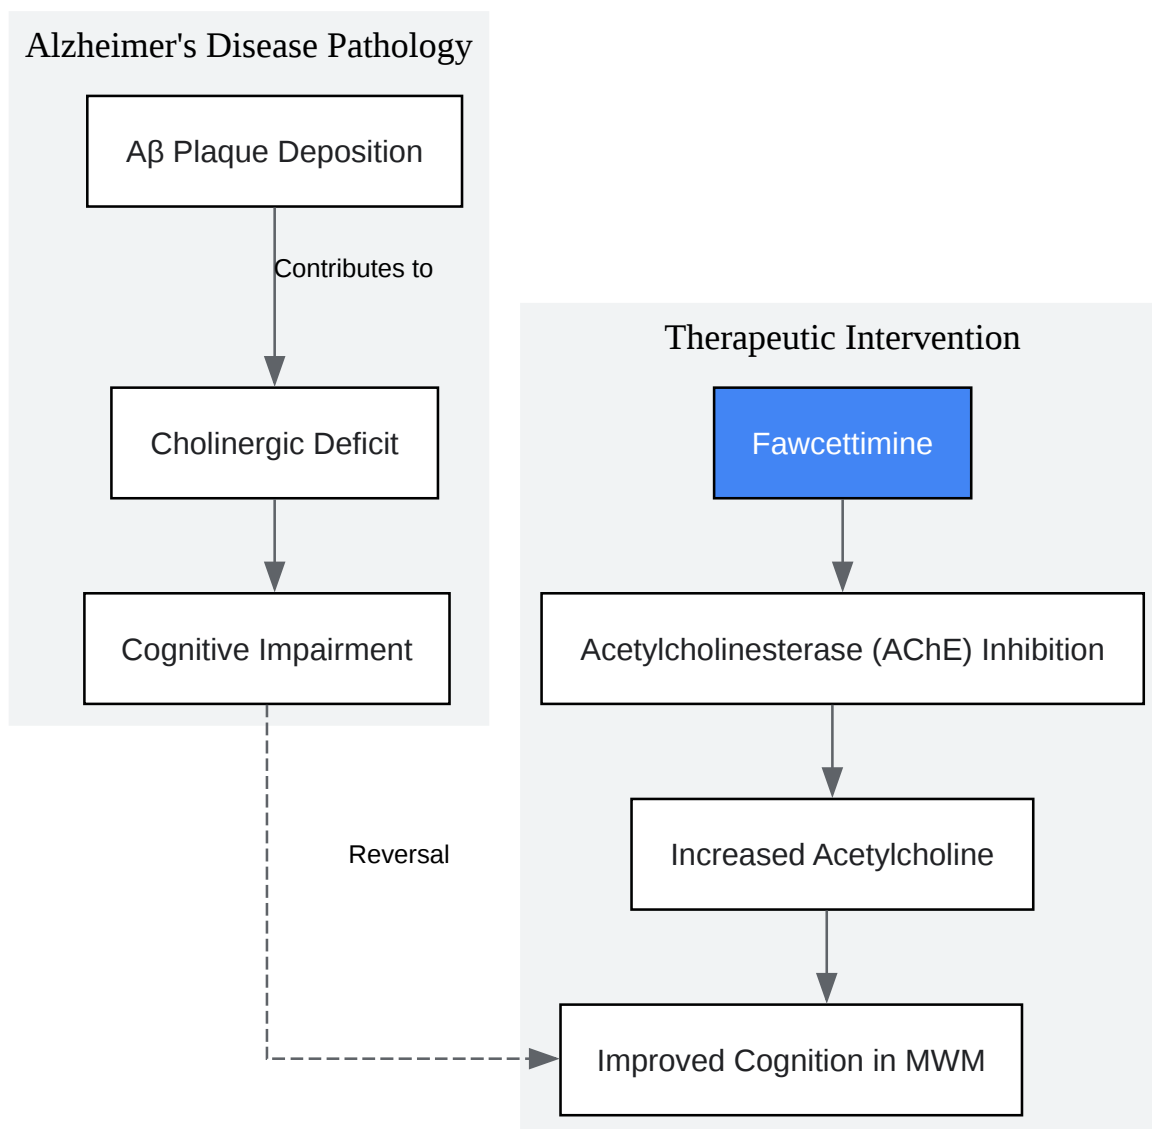 Alzheimer's Disease Pathology
Aβ Plaque Deposition
Contributes to
Cholinergic Deficit
Cognitive Impairment
Reversal
Therapeutic Intervention
Fawcettimine
Acetylcholinesterase (AChE) Inhibition
Increased Acetylcholine
Improved Cognition in MWM